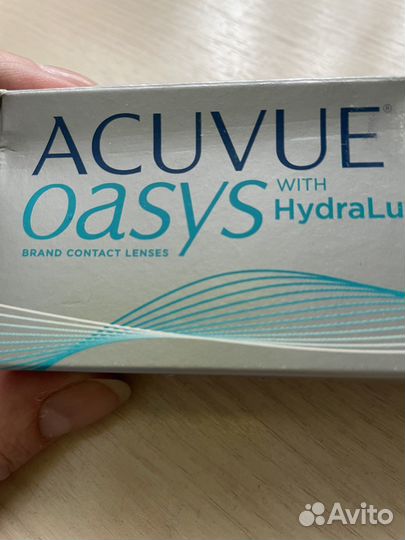 ACUVUE®
Oasys WITH
HydraLu
BRAND CONTACT LENSES
Avito